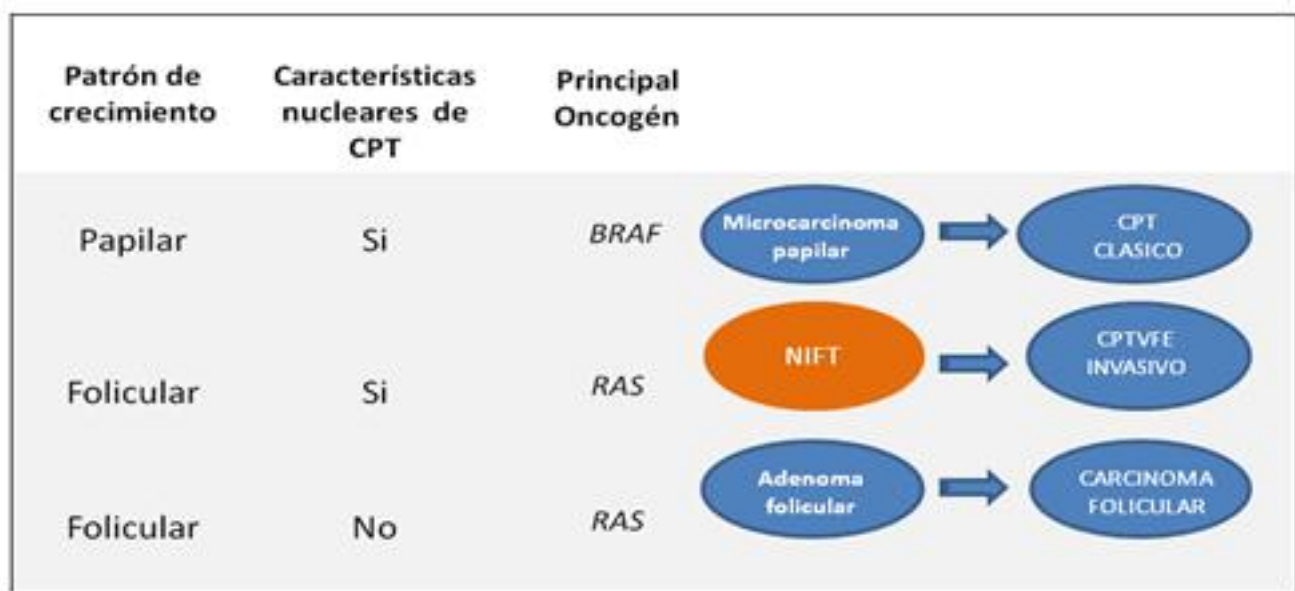 Patrón de
crecimiento
Característícas
nucleares de
CPT
Principal
Oncogén
Papilar
Si
BRAF
Microcarcinoma
papilar
CPT
CLASICO
Folicular
Si
RAS
NIFT
CPTVFE
INVASIVO
Folicular
No
RAS
Adenoma
folicular
CARCINOMA
FOLICULAR